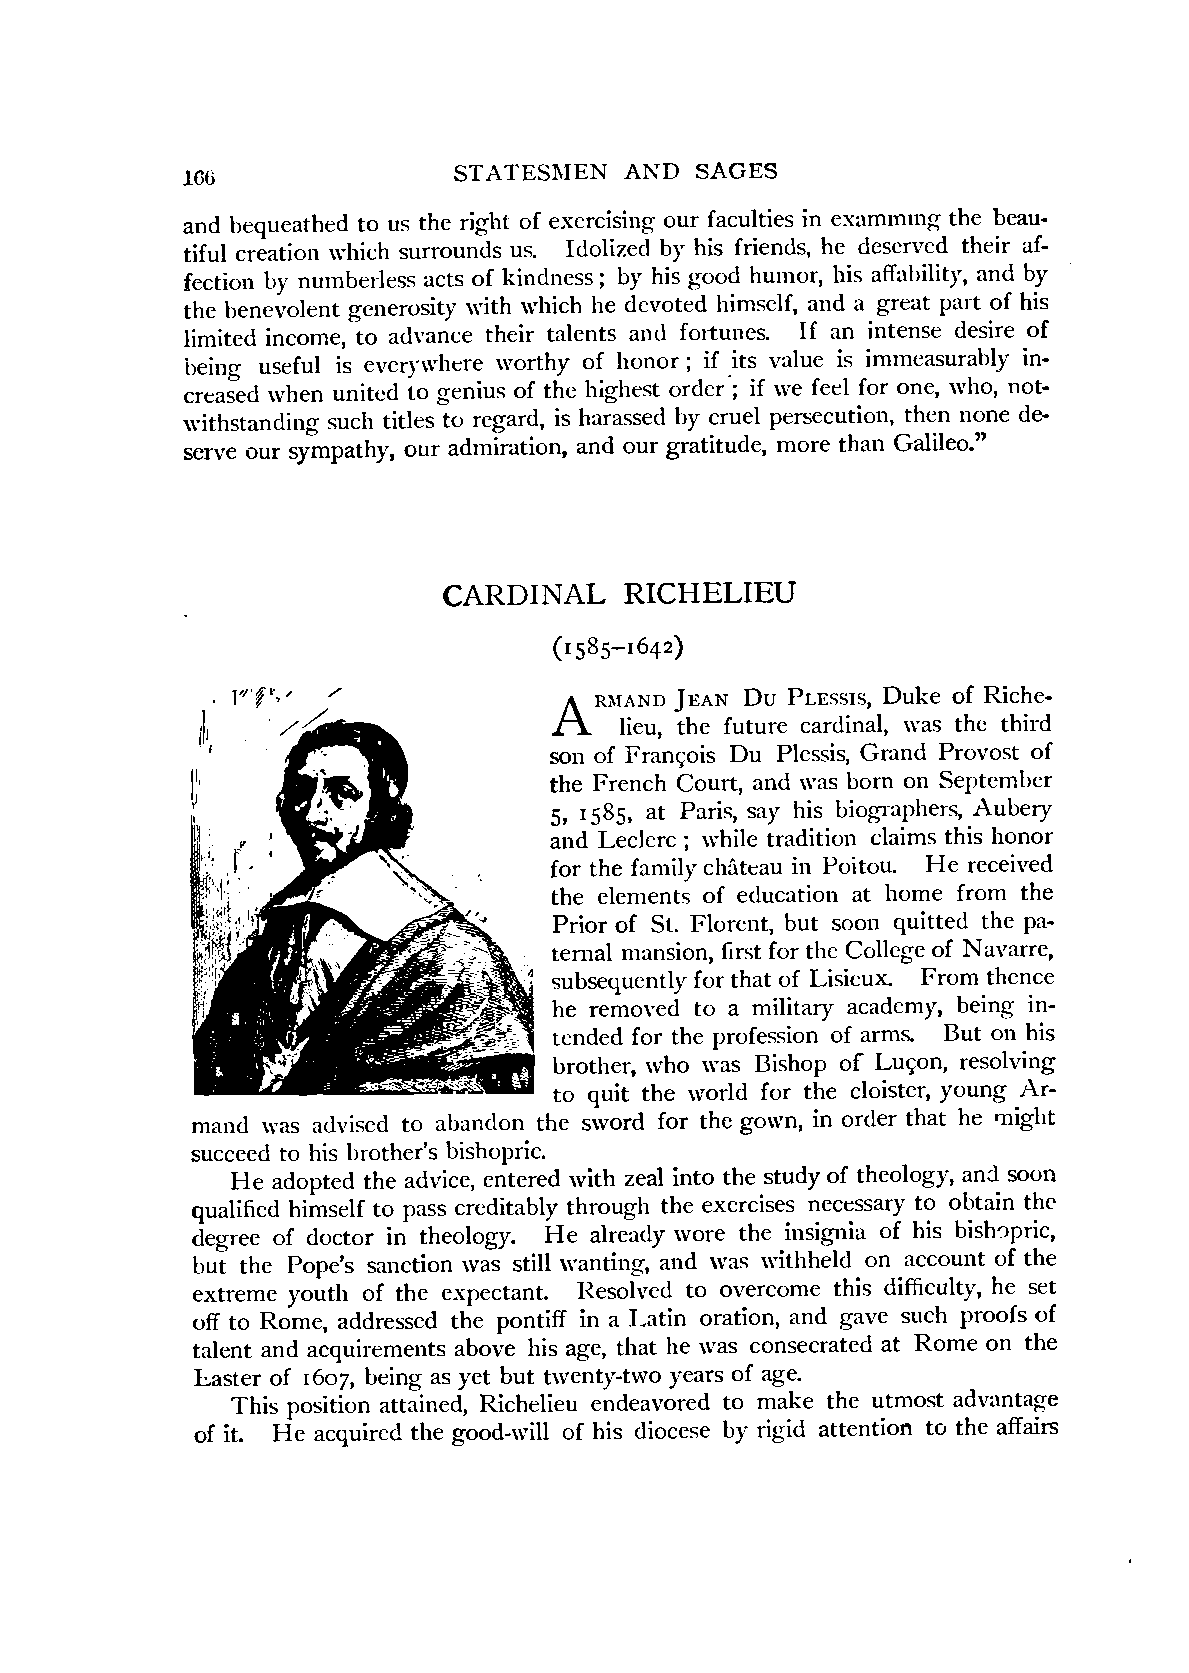 166 STATESMEN AND SAGES
and bequeathed to us the right of exercising our faculties in examining the beau-
tiful creation which surrounds us. Idolized by his friends, he deserved their af-
fection by numberless acts of kindness ; by his good humor, his affability, and by
the benevolent generosity with which he devoted himself, and a great part of his
limited income, to advance their talents and fortunes. If an intense desire of
being useful is everywhere worthy of honor ; if its value is immeasurably in-
creased when united to genius of the highest order ; if we feel for one, who, not-
withstanding such titles to regard, is harassed by cruel persecution, then none de-
serve our sympathy, our admiration, and our gratitude, more than Galileo.”
CARDINAL RICHELIEU
(1585–1642)
ARMAND JEAN DU PLESSIS, Duke of Riche-
lieu, the future cardinal, was the third
son of François Du Plessis, Grand Provost of
the French Court, and was born on September
5, 1585, at Paris, say his biographers, Aubery
and Leclerc ; while tradition claims this honor
for the family château in Poitou. He received
the elements of education at home from the
Prior of St. Florent, but soon quitted the pa-
ternal mansion, first for the College of Navarre,
subsequently for that of Lisieux. From thence
he removed to a military academy, being in-
tended for the profession of arms. But on his
brother, who was Bishop of Luçon, resolving
to quit the world for the cloister, young Ar-
mand was advised to abandon the sword for the gown, in order that he might
succeed to his brother's bishopric.
He adopted the advice, entered with zeal into the study of theology, and soon
qualified himself to pass creditably through the exercises necessary to obtain the
degree of doctor in theology. He already wore the insignia of his bishopric,
but the Pope's sanction was still wanting, and was withheld on account of the
extreme youth of the expectant. Resolved to overcome this difficulty, he set
off to Rome, addressed the pontiff in a Latin oration, and gave such proofs of
talent and acquirements above his age, that he was consecrated at Rome on the
Easter of 1607, being as yet but twenty-two years of age.
This position attained, Richelieu endeavored to make the utmost advantage
of it. He acquired the good-will of his diocese by rigid attention to the affairs